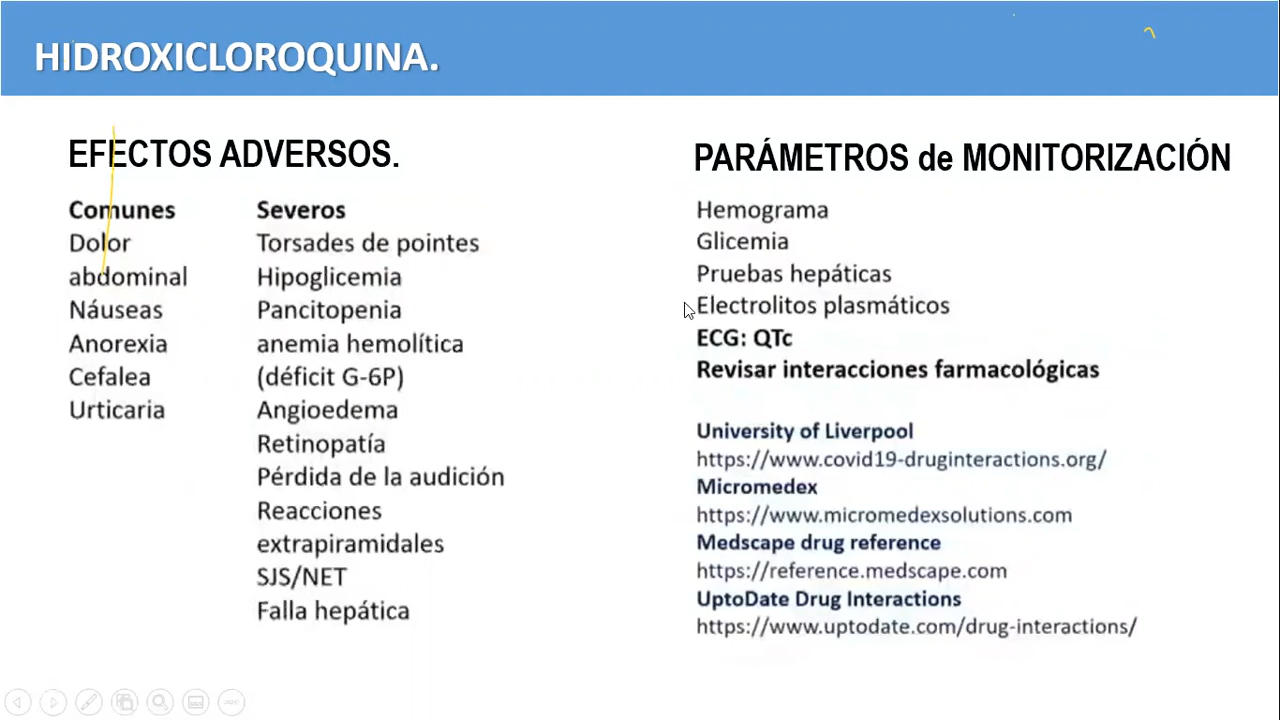 HIDROXICLOROQUINA.
EFECTOS ADVERSOS.
Comunes
Dolor
abdominal
Náuseas
Anorexia
Cefalea
Urticaria
Severos
Torsades de pointes
Hipoglicemia
Pancitopenia
anemia hemolítica
(déficit G-6P)
Angioedema
Retinopatía
Pérdida de la audición
Reacciones
extrapiramidales
SJS/NET
Falla hepática
PARÁMETROS de MONITORIZACIÓN
Hemograma
Glicemia
Pruebas hepáticas
Electrolitos plasmáticos
ECG: QTc
Revisar interacciones farmacológicas
University of Liverpool
https://www.covid19-druginteractions.org/
Micromedex
https://www.micromedexsolutions.com
Medscape drug reference
https://reference.medscape.com
UptoDate Drug Interactions
https://www.uptodate.com/drug-interactions/